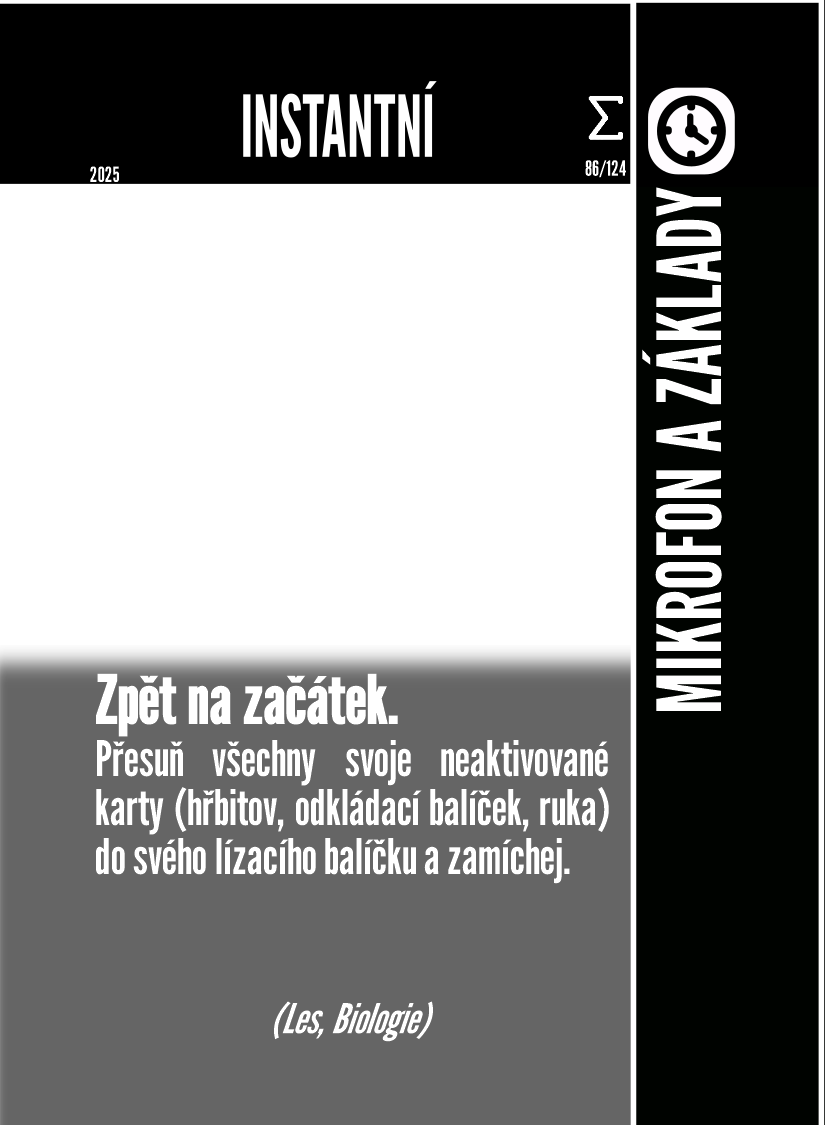 INSTANTNÍ
Σ
2025
86/124
MIKROFON A ZÁKLADY
Zpět na začátek.
Přesuň všechny svoje neaktivované
karty (hřbitov, odkládací balíček, ruka)
do svého lízacího balíčku a zamíchej.
(Les, Biologie)